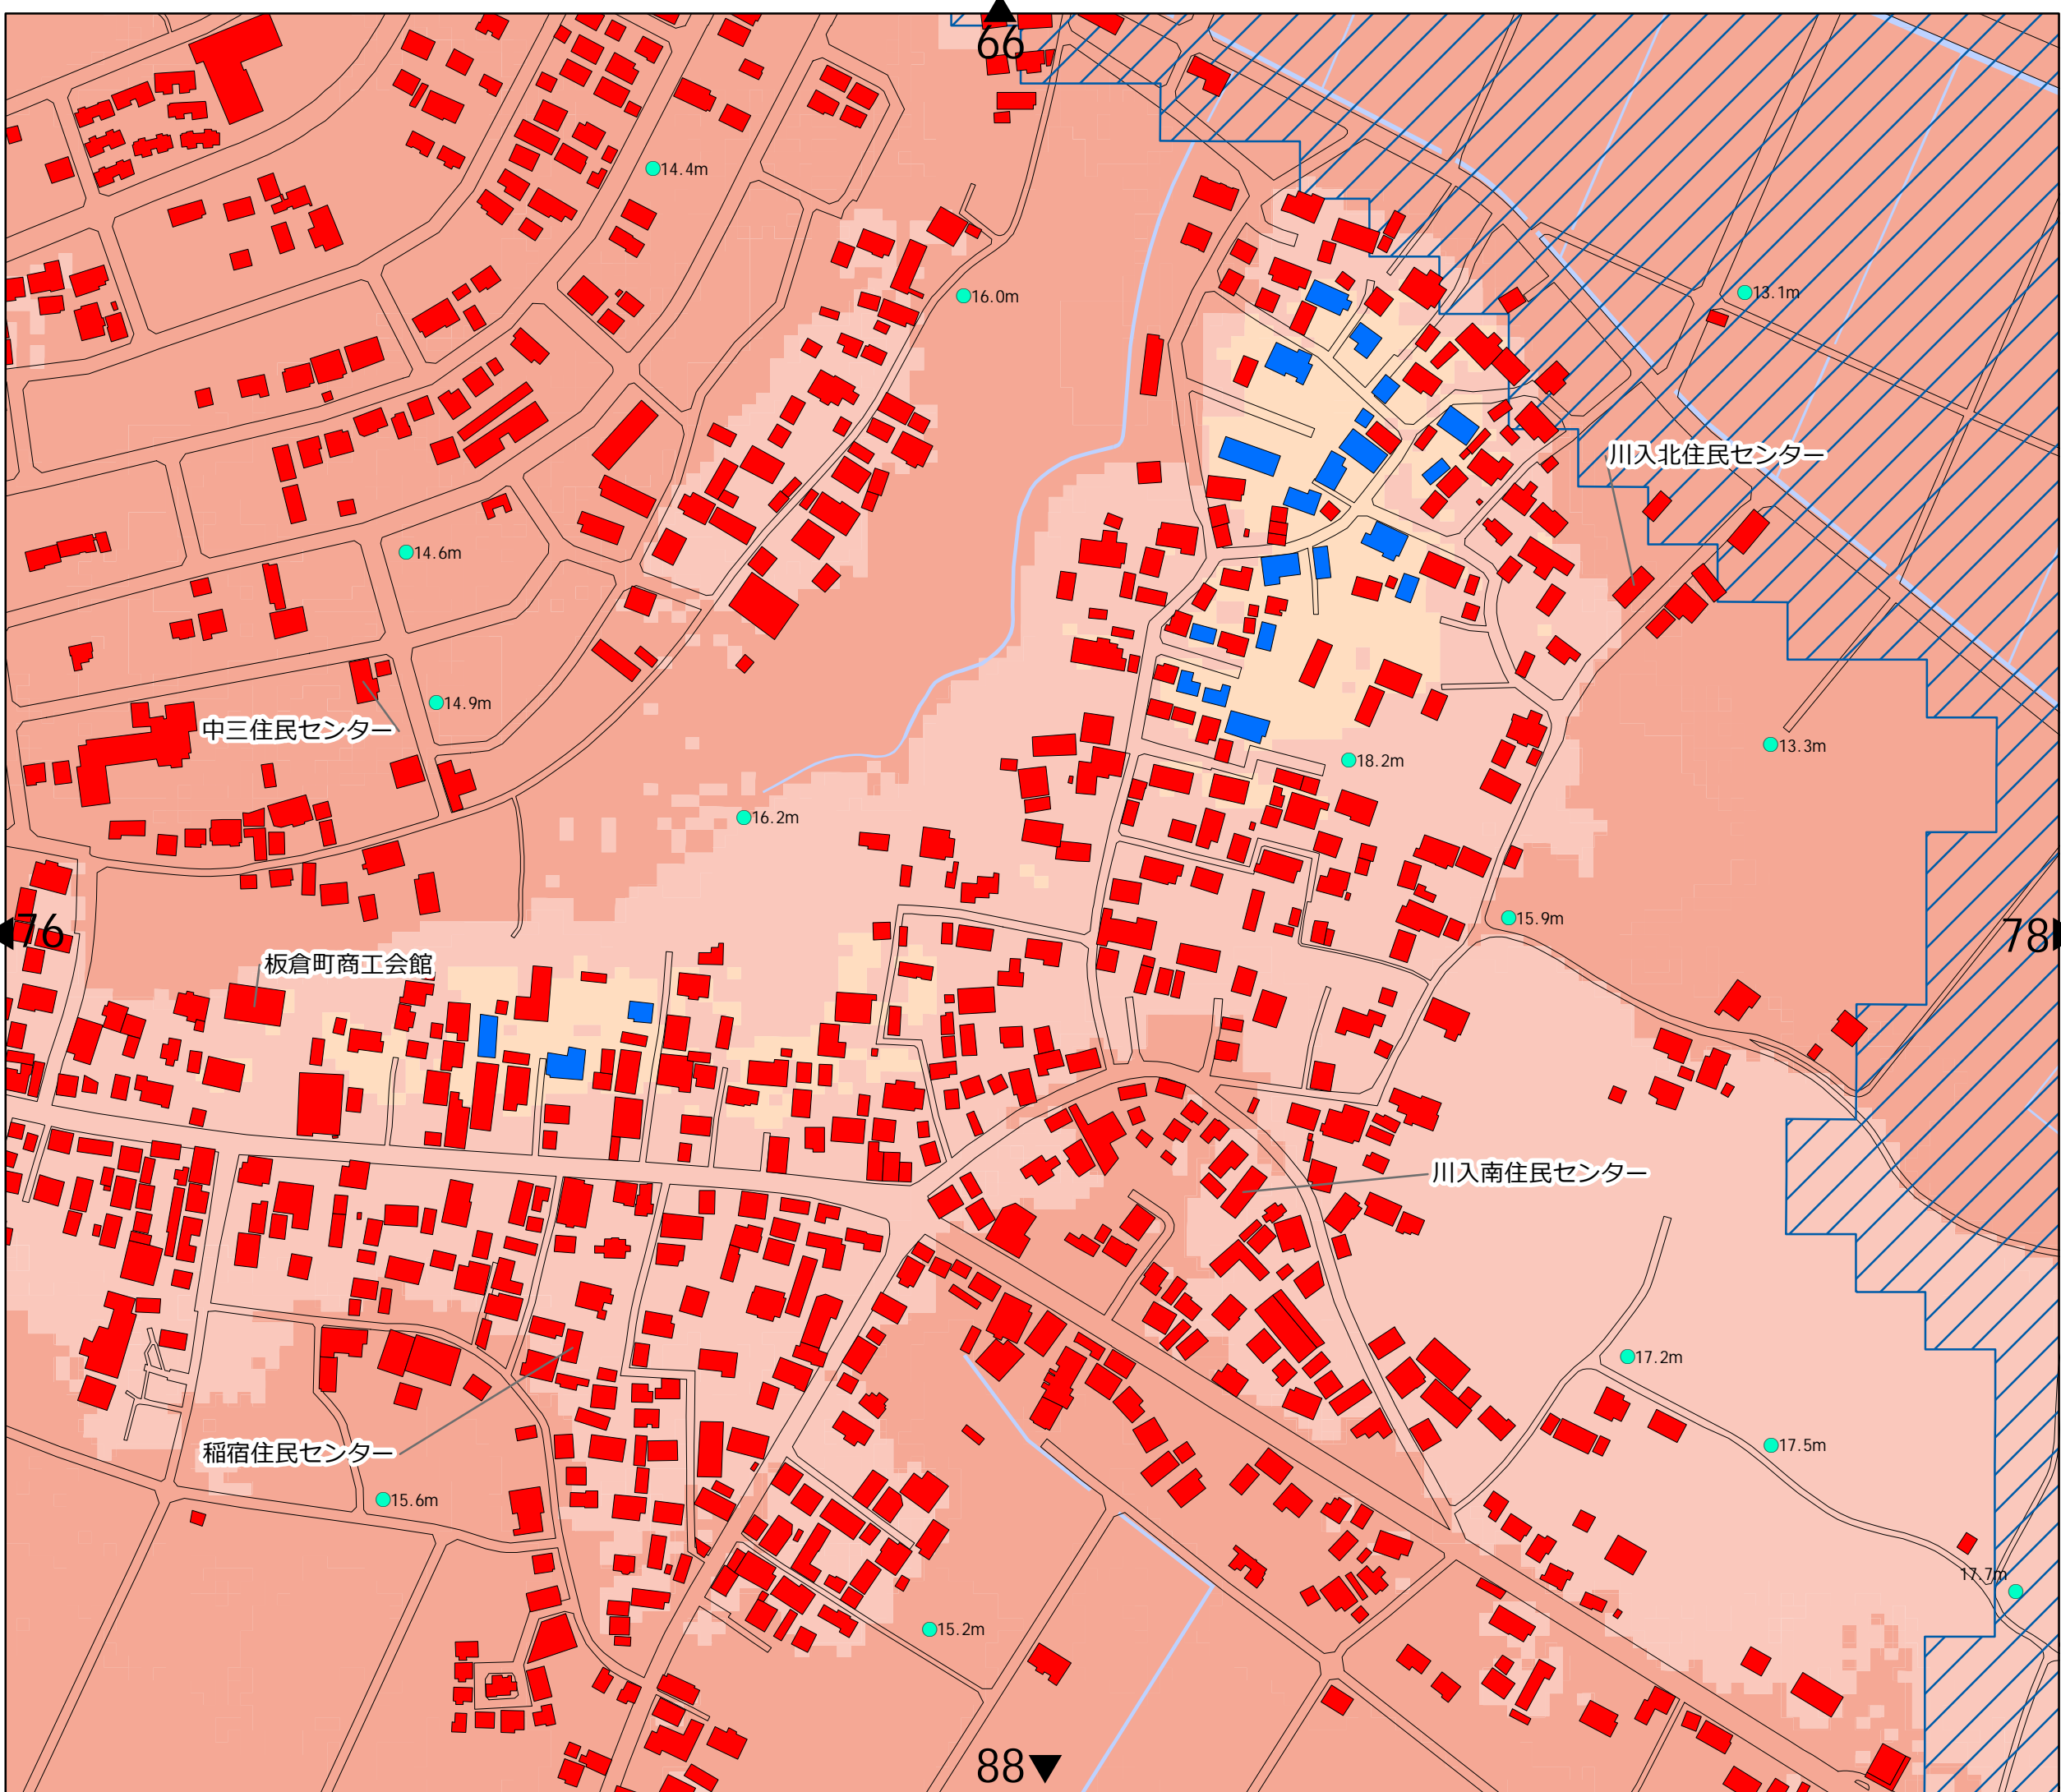 66
14.4m
13.1m
16.0m
川入北住民センター
14.6m
14.9m
中三住民センター
13.3m
18.2m
16.2m
15.9m
76
78
板倉町商工会館
川入南住民センター
17.2m
17.5m
稲宿住民センター
15.6m
17.7m
15.2m
88